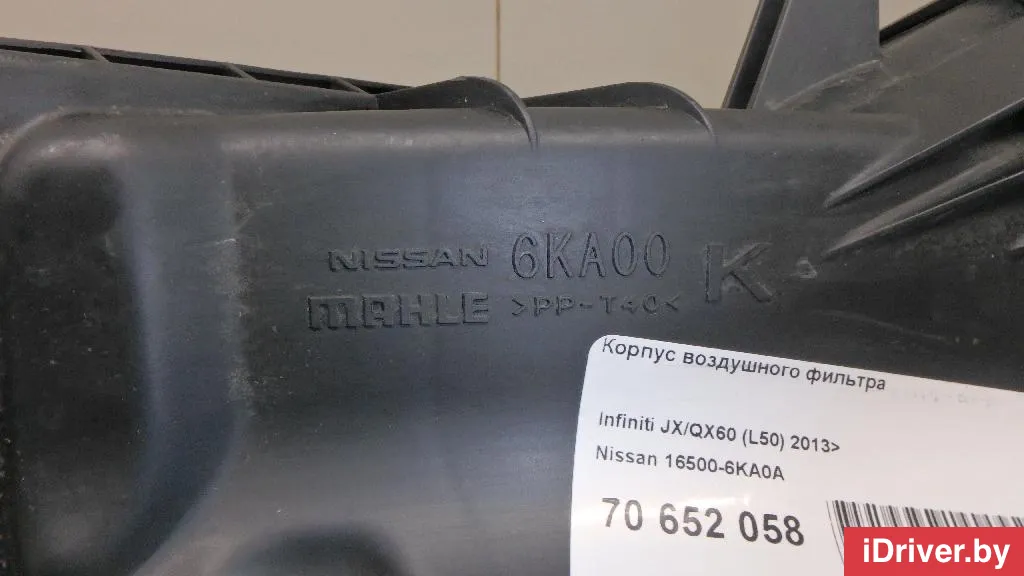 NISSAN 6KA00 K
MAHLE >PP-T40<
Корпус воздушного фильтра
Infiniti JX/QX60 (L50) 2013>
Nissan 16500-6KA0A
70 652 058
iDriver.by